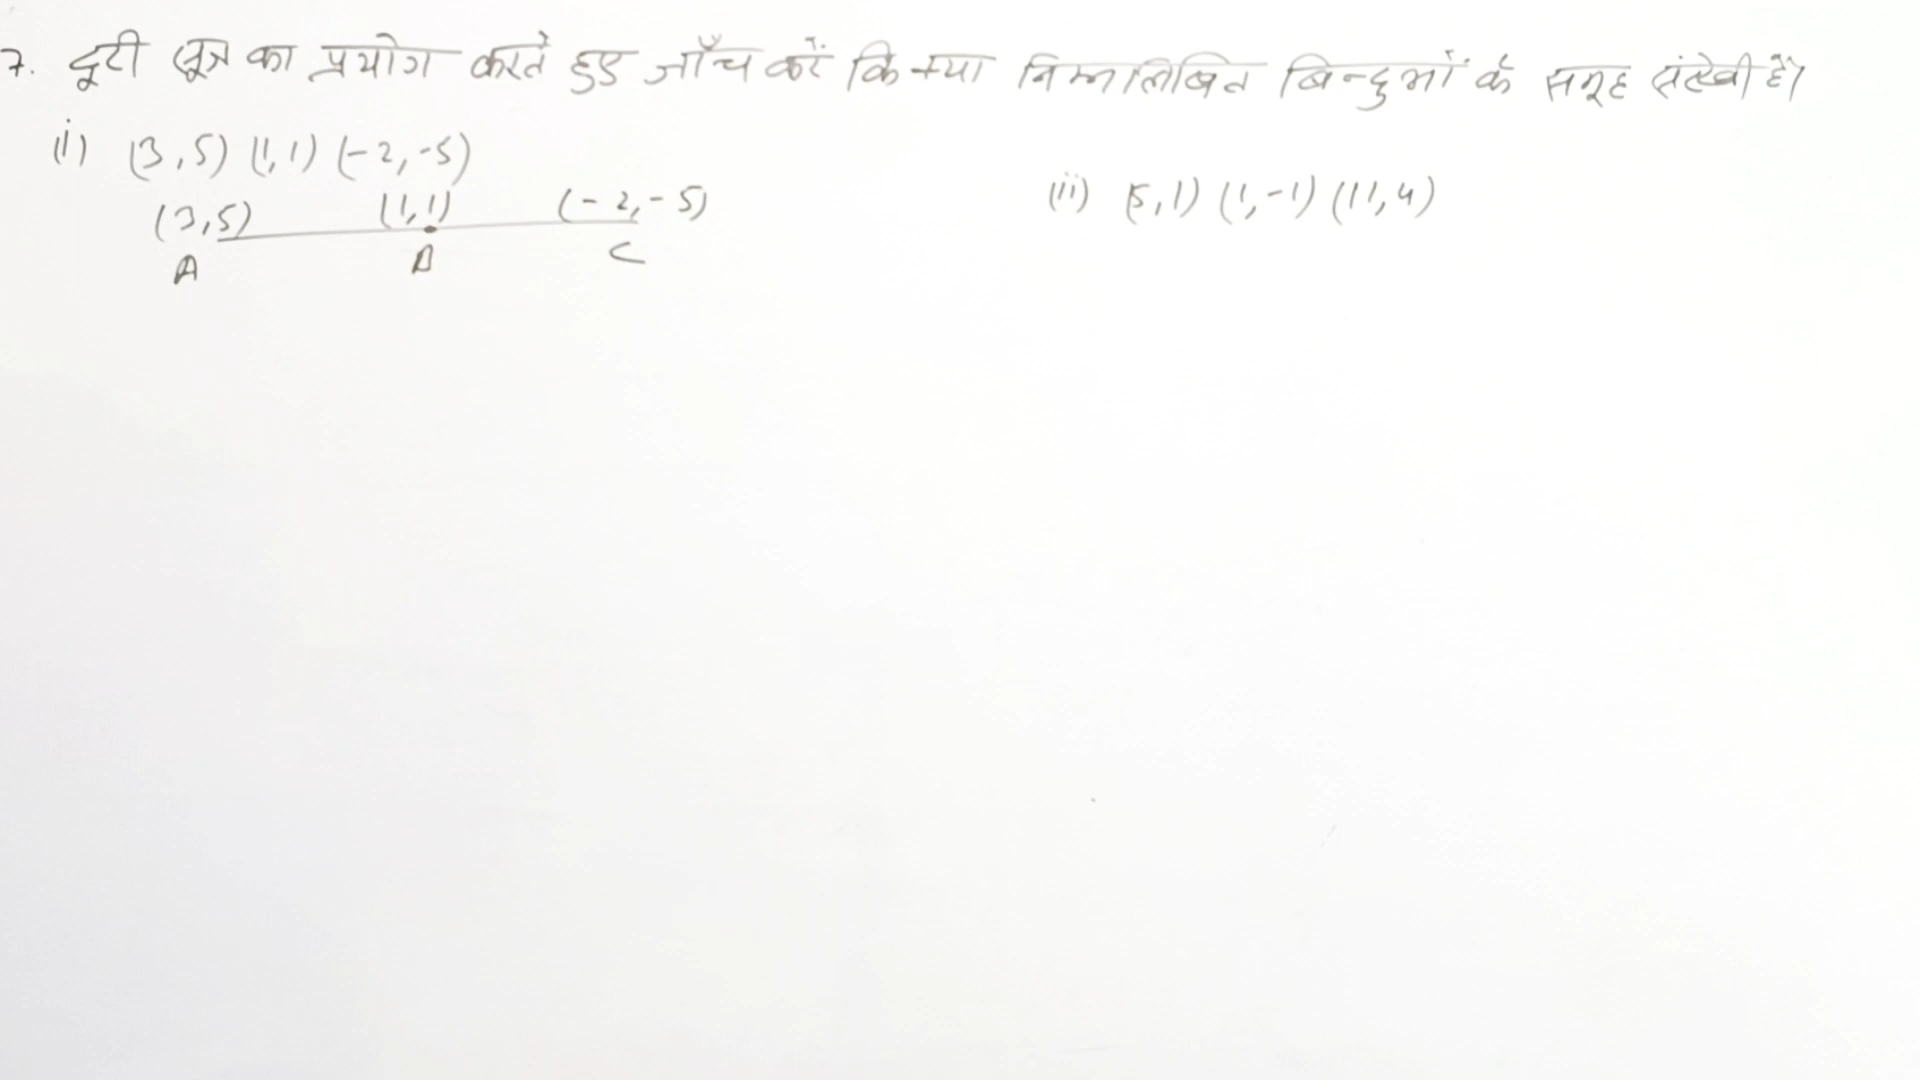 7. दूरी सूत्र का प्रयोग करते हुए जाँच करें कि क्या निम्नलिखित बिन्दुओं के समूह संरेखी हैं।
(i) (3,5) (1,1) (-2,-5)
(3,5) (1,1) (-2,-5)
A B C
(ii) (5,1) (1,-1) (11,4)